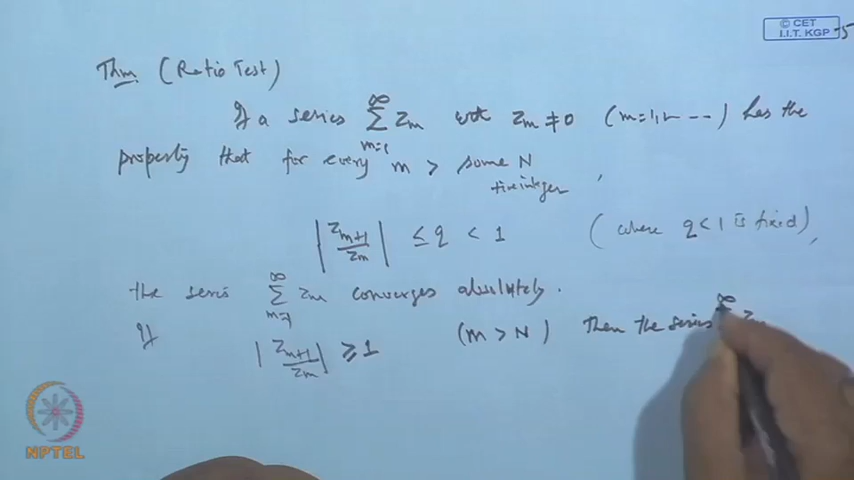 © CET
I.I.T. KGP
Thm (Ratio Test)
If a series ∑_{m=1}^{∞} z_m with z_m ≠ 0 (m=1,2 ---) has the
property that for every m > some N
+ive integer,
|z_{m+1}/z_m| ≤ q < 1 (where q<1 is fixed),
the series ∑_{m=1}^{∞} z_m converges absolutely.
If |z_{m+1}/z_m| ≥ 1 (m > N) Then the series ∞ z_m
NPTEL